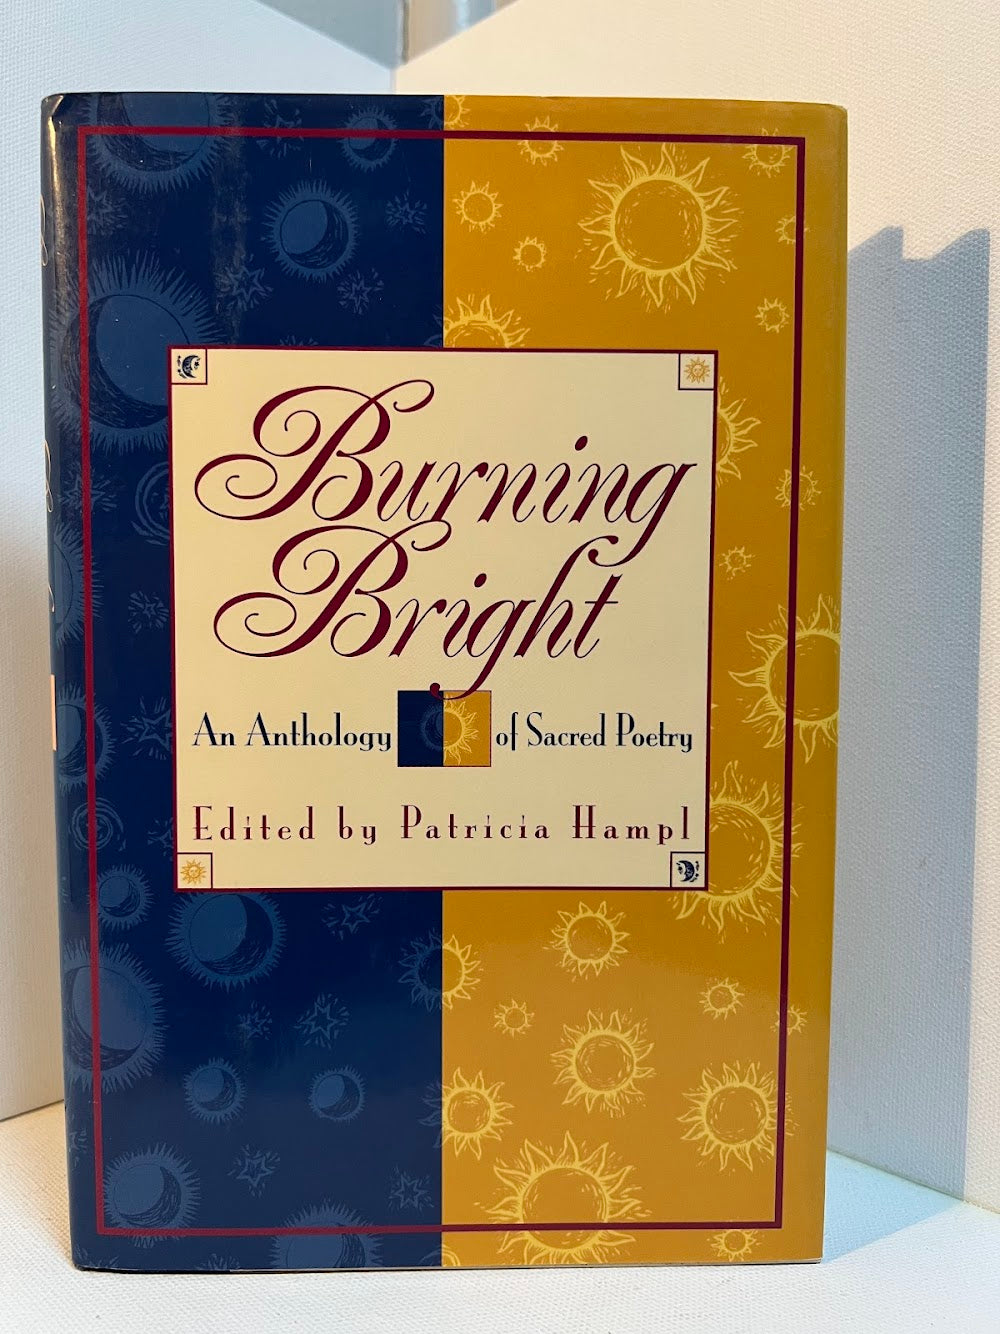 Burning
Bright
An Anthology of Sacred Poetry
Edited by Patricia Hampl